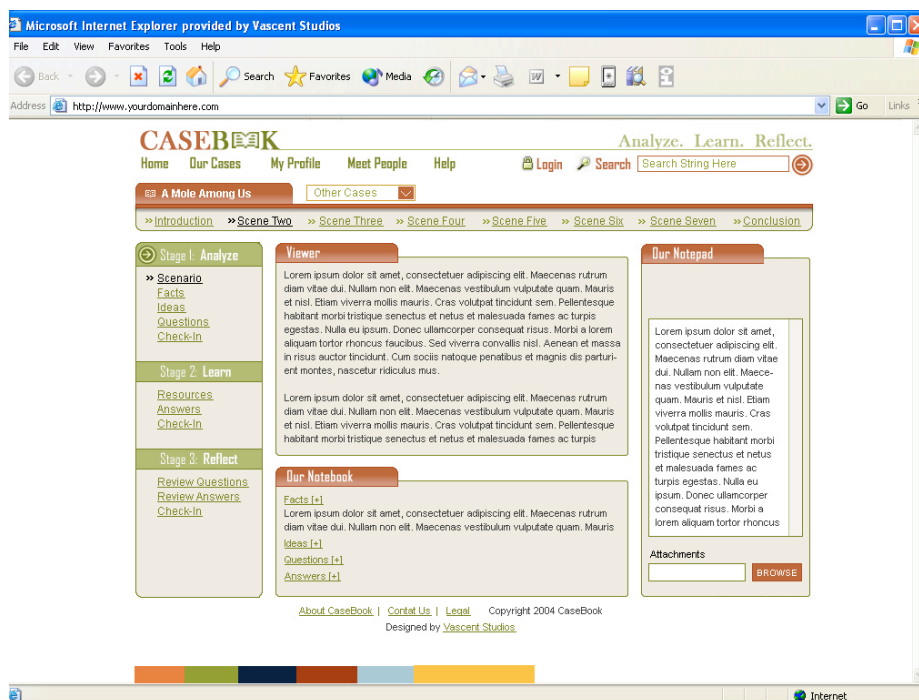 Microsoft Internet Explorer provided by Vascent Studios
File Edit View Favorites Tools Help
Back Search Favorites Media
Address http://www.yourdomainhere.com Go Links
CASEBOOK Analyze. Learn. Reflect.
Home Our Cases My Profile Meet People Help Login Search Search String Here
A Mole Among Us Other Cases
» Introduction » Scene Two » Scene Three » Scene Four » Scene Five » Scene Six » Scene Seven » Conclusion
Stage 1: Analyze
» Scenario
Facts
Ideas
Questions
Check-In
Stage 2: Learn
Resources
Answers
Check-In
Stage 3: Reflect
Review Questions
Review Answers
Check-In
Viewer
Lorem ipsum dolor sit amet, consectetuer adipiscing elit. Maecenas rutrum
diam vitae dui. Nullam non elit. Maecenas vestibulum vulputate quam. Mauris
et nisl. Etiam viverra mollis mauris. Cras volutpat tincidunt sem. Pellentesque
habitant morbi tristique senectus et netus et malesuada fames ac turpis
egestas. Nulla eu ipsum. Donec ullamcorper consequat risus. Morbi a lorem
aliquam tortor rhoncus faucibus. Sed viverra convallis nisl. Aenean et massa
in risus auctor tincidunt. Cum sociis natoque penatibus et magnis dis parturi-
ent montes, nascetur ridiculus mus.
Lorem ipsum dolor sit amet, consectetuer adipiscing elit. Maecenas rutrum
diam vitae dui. Nullam non elit. Maecenas vestibulum vulputate quam. Mauris
et nisl. Etiam viverra mollis mauris. Cras volutpat tincidunt sem. Pellentesque
habitant morbi tristique senectus et netus et malesuada fames ac turpis
Our Notebook
Facts [+]
Lorem ipsum dolor sit amet, consectetuer adipiscing elit. Maecenas rutrum
diam vitae dui. Nullam non elit. Maecenas vestibulum vulputate quam. Mauris
Ideas [+]
Questions [+]
Answers [+]
Our Notepad
Lorem ipsum dolor sit amet,
consectetuer adipiscing elit.
Maecenas rutrum diam vitae
dui. Nullam non elit. Maece-
nas vestibulum vulputate
quam. Mauris et nisl. Etiam
viverra mollis mauris. Cras
volutpat tincidunt sem.
Pellentesque habitant morbi
tristique senectus et netus
et malesuada fames ac
turpis egestas. Nulla eu
ipsum. Donec ullamcorper
consequat risus. Morbi a
lorem aliquam tortor rhoncus
Attachments
BROWSE
About CaseBook | Contat Us | Legal Copyright 2004 CaseBook
Designed by Vascent Studios
Internet